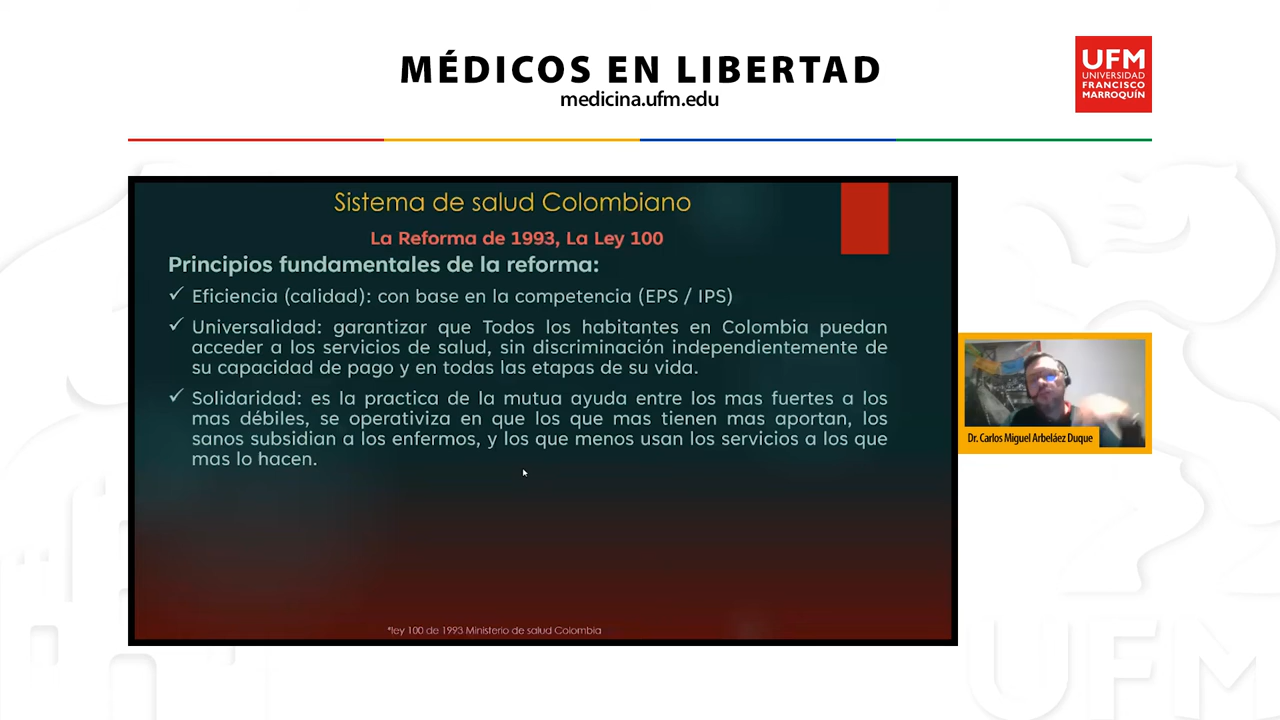 MÉDICOS EN LIBERTAD
medicina.ufm.edu
UFM
UNIVERSIDAD
FRANCISCO
MARROQUÍN
Sistema de salud Colombiano
La Reforma de 1993, La Ley 100
Principios fundamentales de la reforma:
✓ Eficiencia (calidad): con base en la competencia (EPS / IPS)
✓ Universalidad: garantizar que Todos los habitantes en Colombia puedan
acceder a los servicios de salud, sin discriminación independientemente de
su capacidad de pago y en todas las etapas de su vida.
✓ Solidaridad: es la practica de la mutua ayuda entre los mas fuertes a los
mas débiles, se operativiza en que los que mas tienen mas aportan, los
sanos subsidian a los enfermos, y los que menos usan los servicios a los que
mas lo hacen.
*ley 100 de 1993 Ministerio de salud Colombia
Dr. Carlos Miguel Arbeláez Duque
UFM